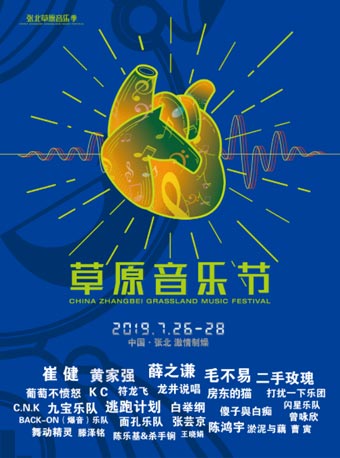 张北草原音乐季
草原音乐节
CHINA ZHANGBEI GRASSLAND MUSIC FESTIVAL
2019.7.26-28
中国·张北 激情制燥
崔健 黄家强 薛之谦 毛不易 二手玫瑰
葡萄不愤怒 KC 符龙飞 龙井说唱 房东的猫 打扰一下乐团
C.N.K 九宝乐队 逃跑计划 白举纲 傻子與白痴 闪星乐队
BACK-ON(爆音)乐队 面孔乐队 张芸京 陈鸿宇 淤泥与藕 曾咏欣
舞动精灵 滕泽铭 陈乐基&杀手锏 王晓娟 曹寅